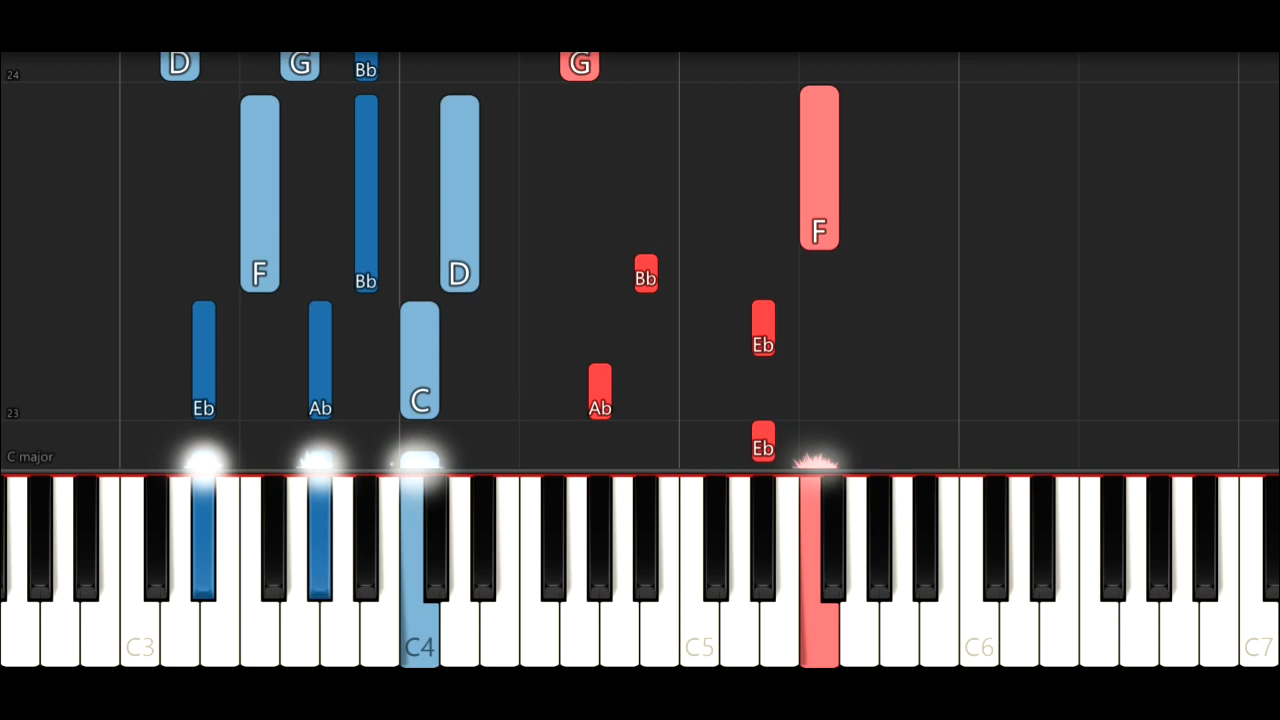 D G Bb G
24
F Bb D F
Bb
Eb Ab C Ab Eb
23
Eb
C major
C3 C4 C5 C6 C7